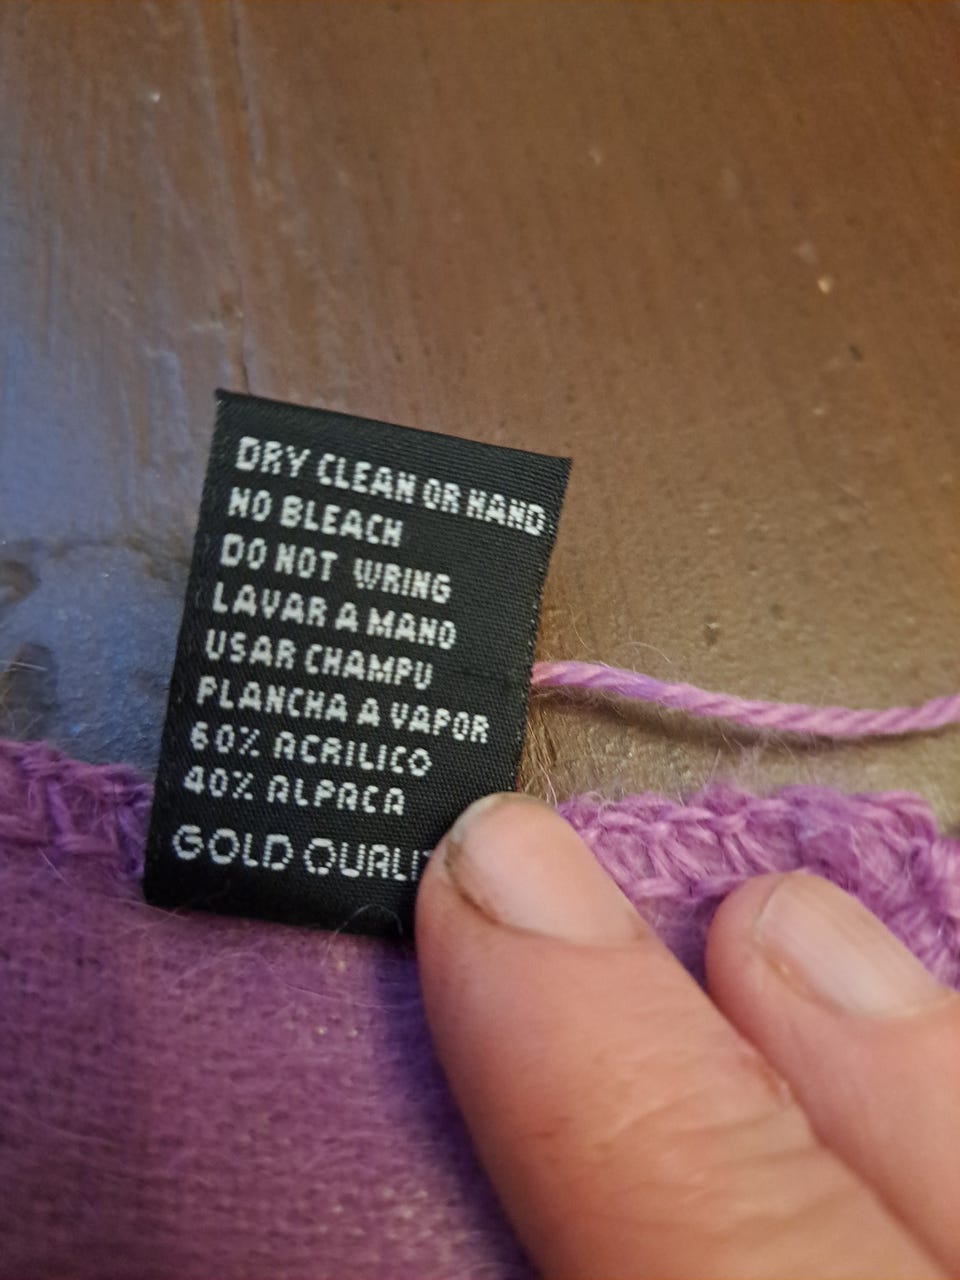 DRY CLEAN OR HAND
NO BLEACH
DO NOT WRING
LAVAR A MANO
USAR CHAMPU
PLANCHA A VAPOR
60% ACRILICO
40% ALPACA
GOLD